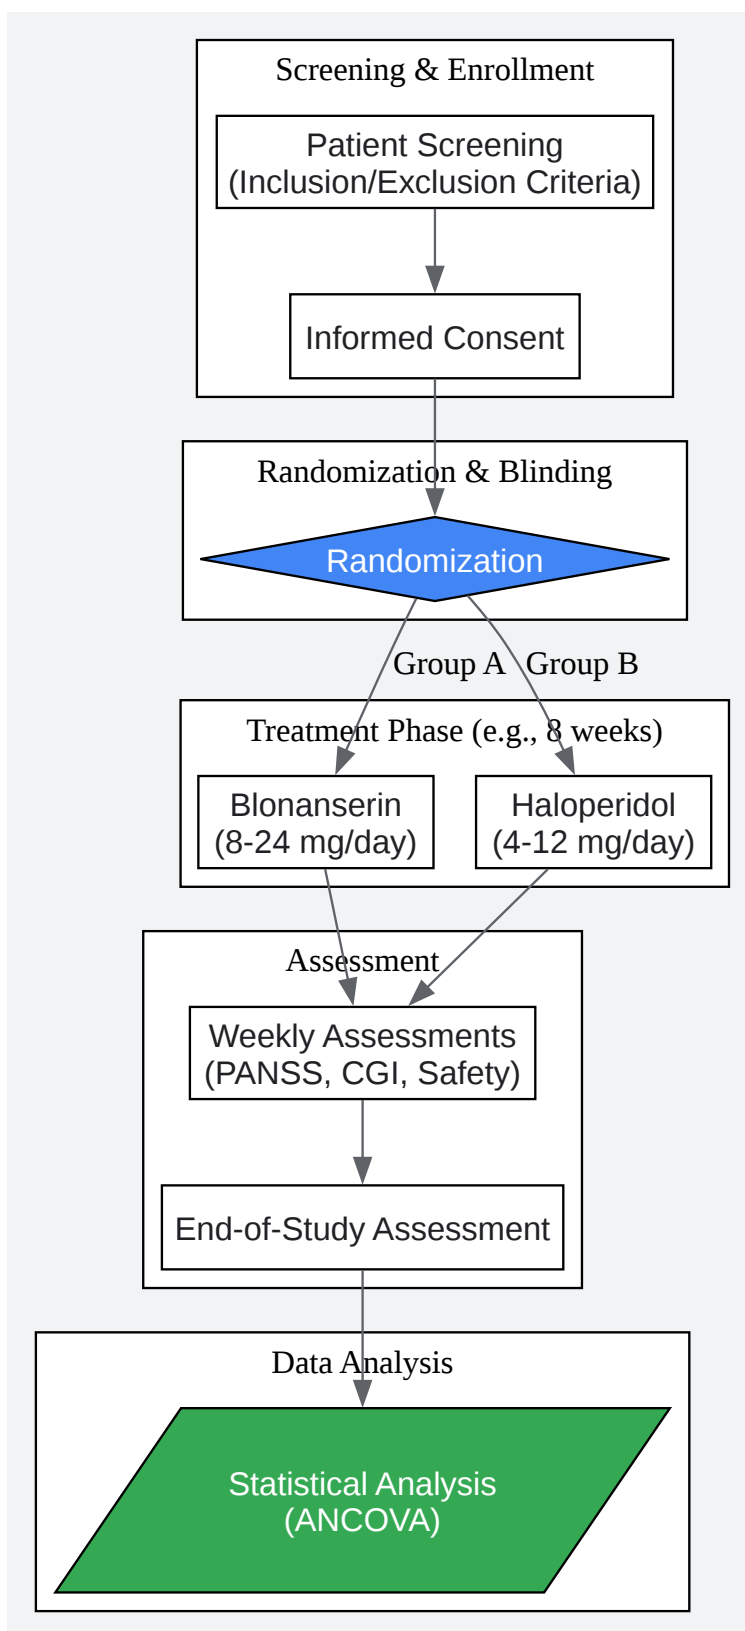 Screening & Enrollment
Patient Screening
(Inclusion/Exclusion Criteria)
Informed Consent
Randomization & Blinding
Randomization
Group A
Group B
Treatment Phase (e.g., 8 weeks)
Blonanserin
(8-24 mg/day)
Haloperidol
(4-12 mg/day)
Assessment
Weekly Assessments
(PANSS, CGI, Safety)
End-of-Study Assessment
Data Analysis
Statistical Analysis
(ANCOVA)